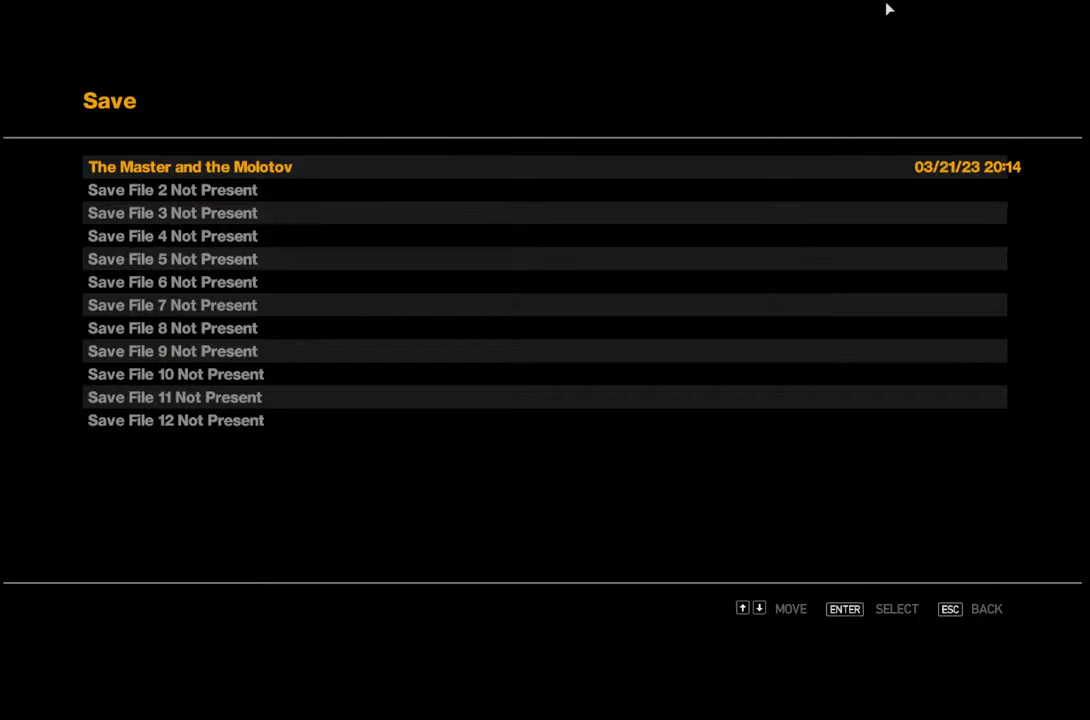 Save
The Master and the Molotov 03/21/23 20:14
Save File 2 Not Present
Save File 3 Not Present
Save File 4 Not Present
Save File 5 Not Present
Save File 6 Not Present
Save File 7 Not Present
Save File 8 Not Present
Save File 9 Not Present
Save File 10 Not Present
Save File 11 Not Present
Save File 12 Not Present
MOVE ENTER SELECT ESC BACK